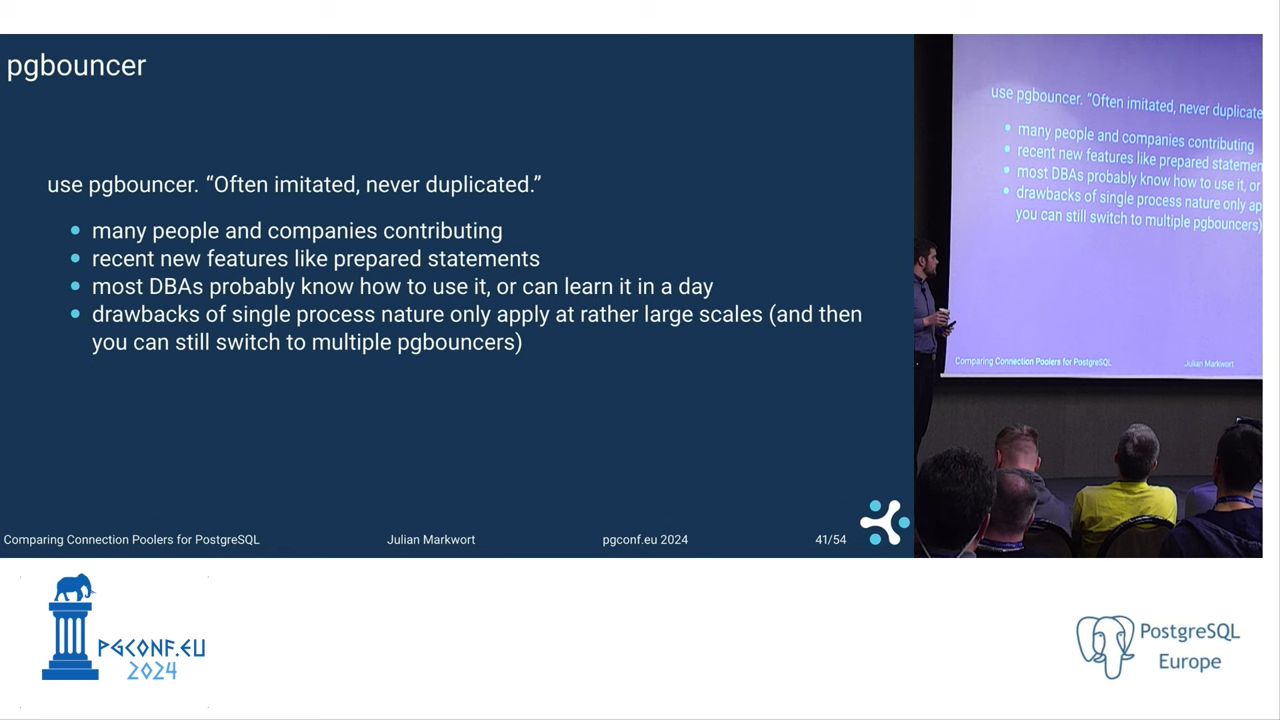 pgbouncer
use pgbouncer. “Often imitated, never duplicated.”
many people and companies contributing
recent new features like prepared statements
most DBAs probably know how to use it, or can learn it in a day
drawbacks of single process nature only apply at rather large scales (and then
you can still switch to multiple pgbouncers)
Comparing Connection Poolers for PostgreSQL
Julian Markwort
pgconf.eu 2024
41/54
use pgbouncer. “Often imitated, never duplicate
many people and companies contributing
recent new features like prepared statemen
most DBAs probably know how to use it, or
drawbacks of single process nature only ap
you can still switch to multiple pgbouncers)
Comparing Connection Poolers for PostgreSQL
Julian Markwort
PGCONF.EU
2024
PostgreSQL
Europe